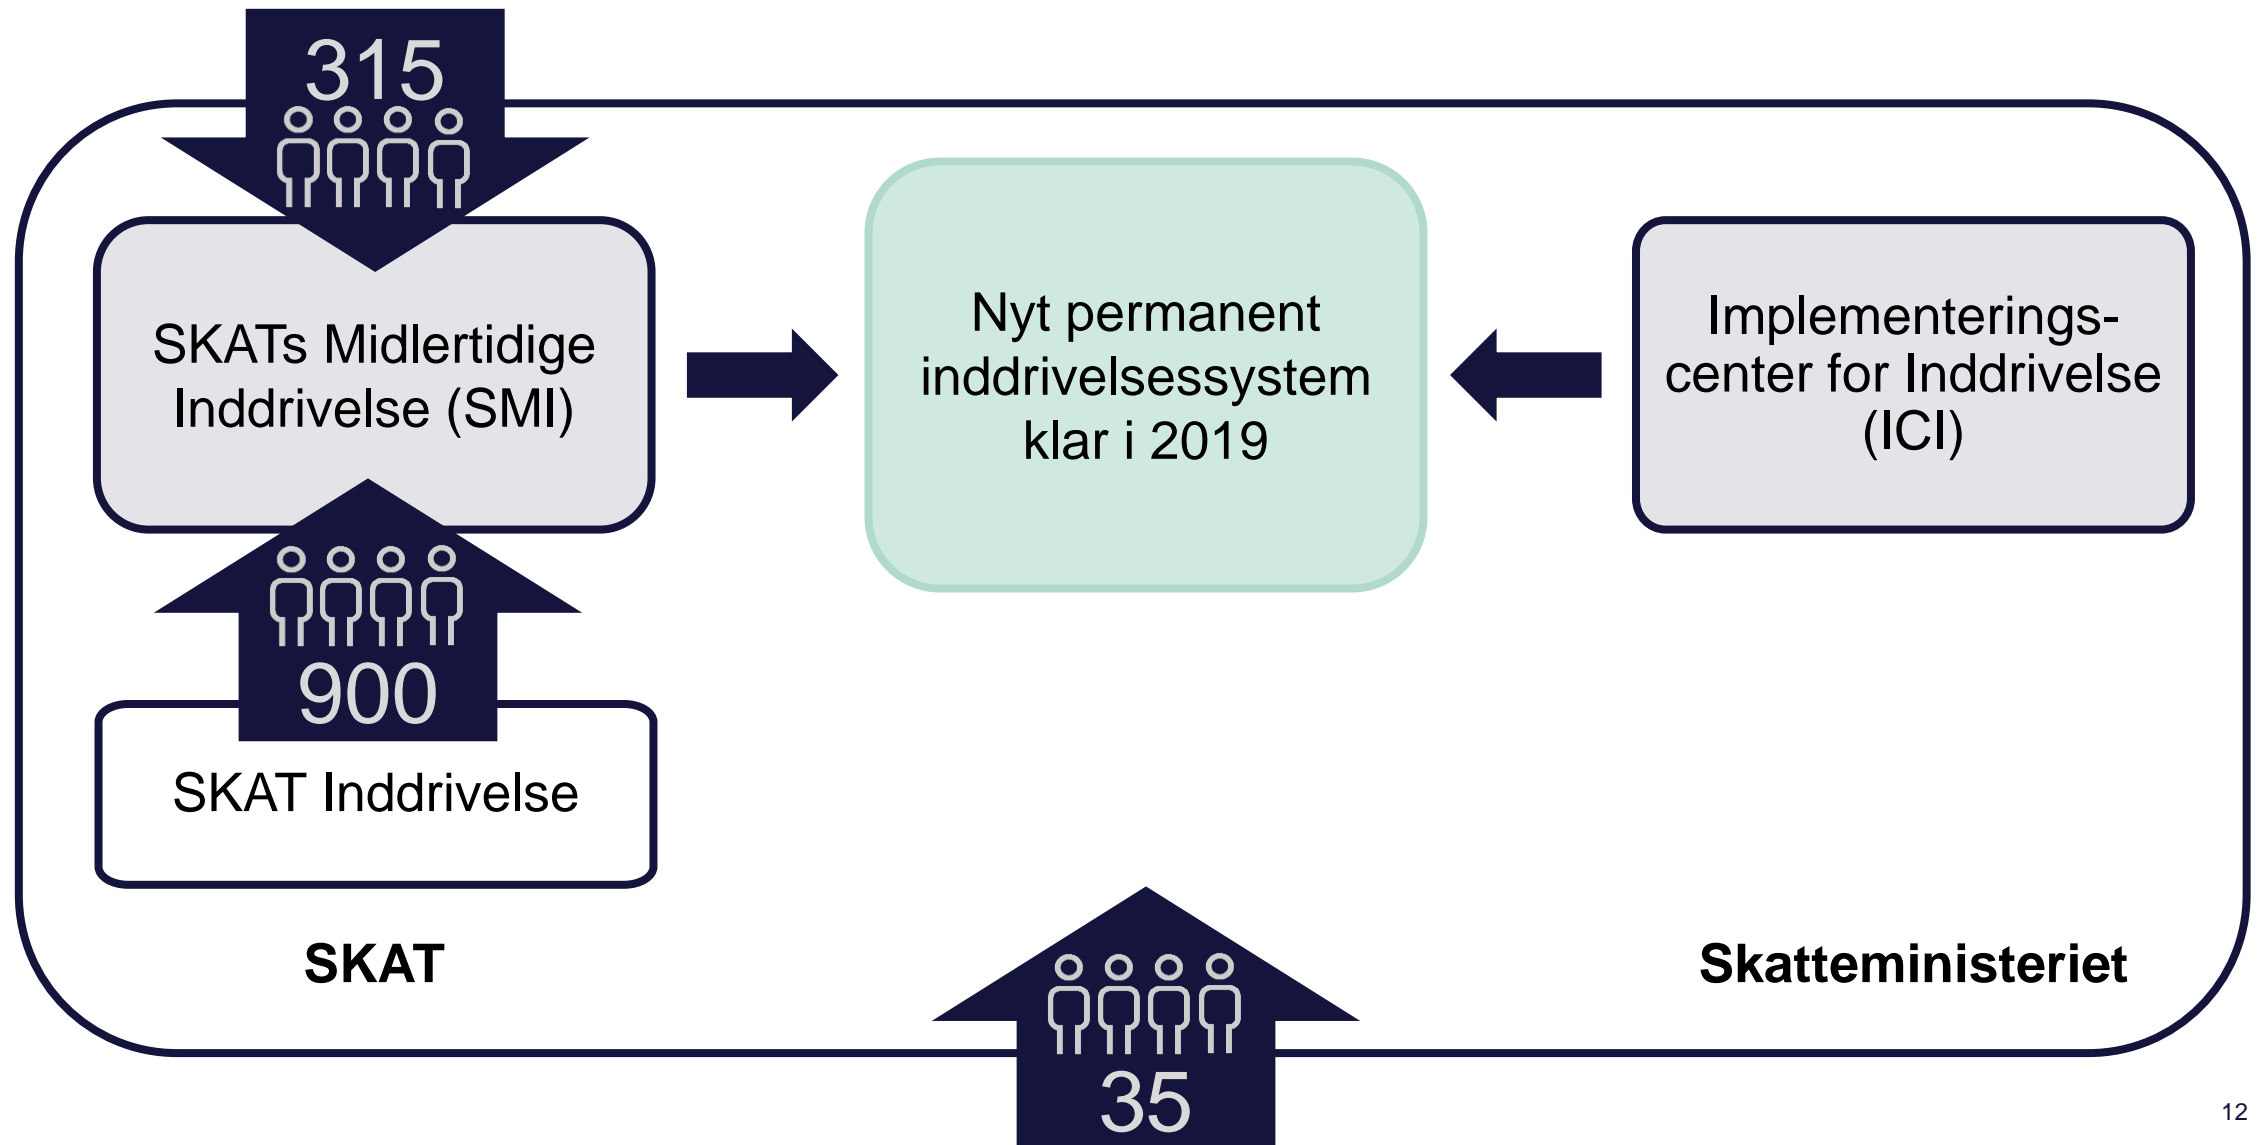 315
SKATs Midlertidige
Inddrivelse (SMI)
Nyt permanent
inddrivelsessystem
klar i 2019
Implementerings-
center for Inddrivelse
(ICI)
900
SKAT Inddrivelse
SKAT
Skatteministeriet
35
12